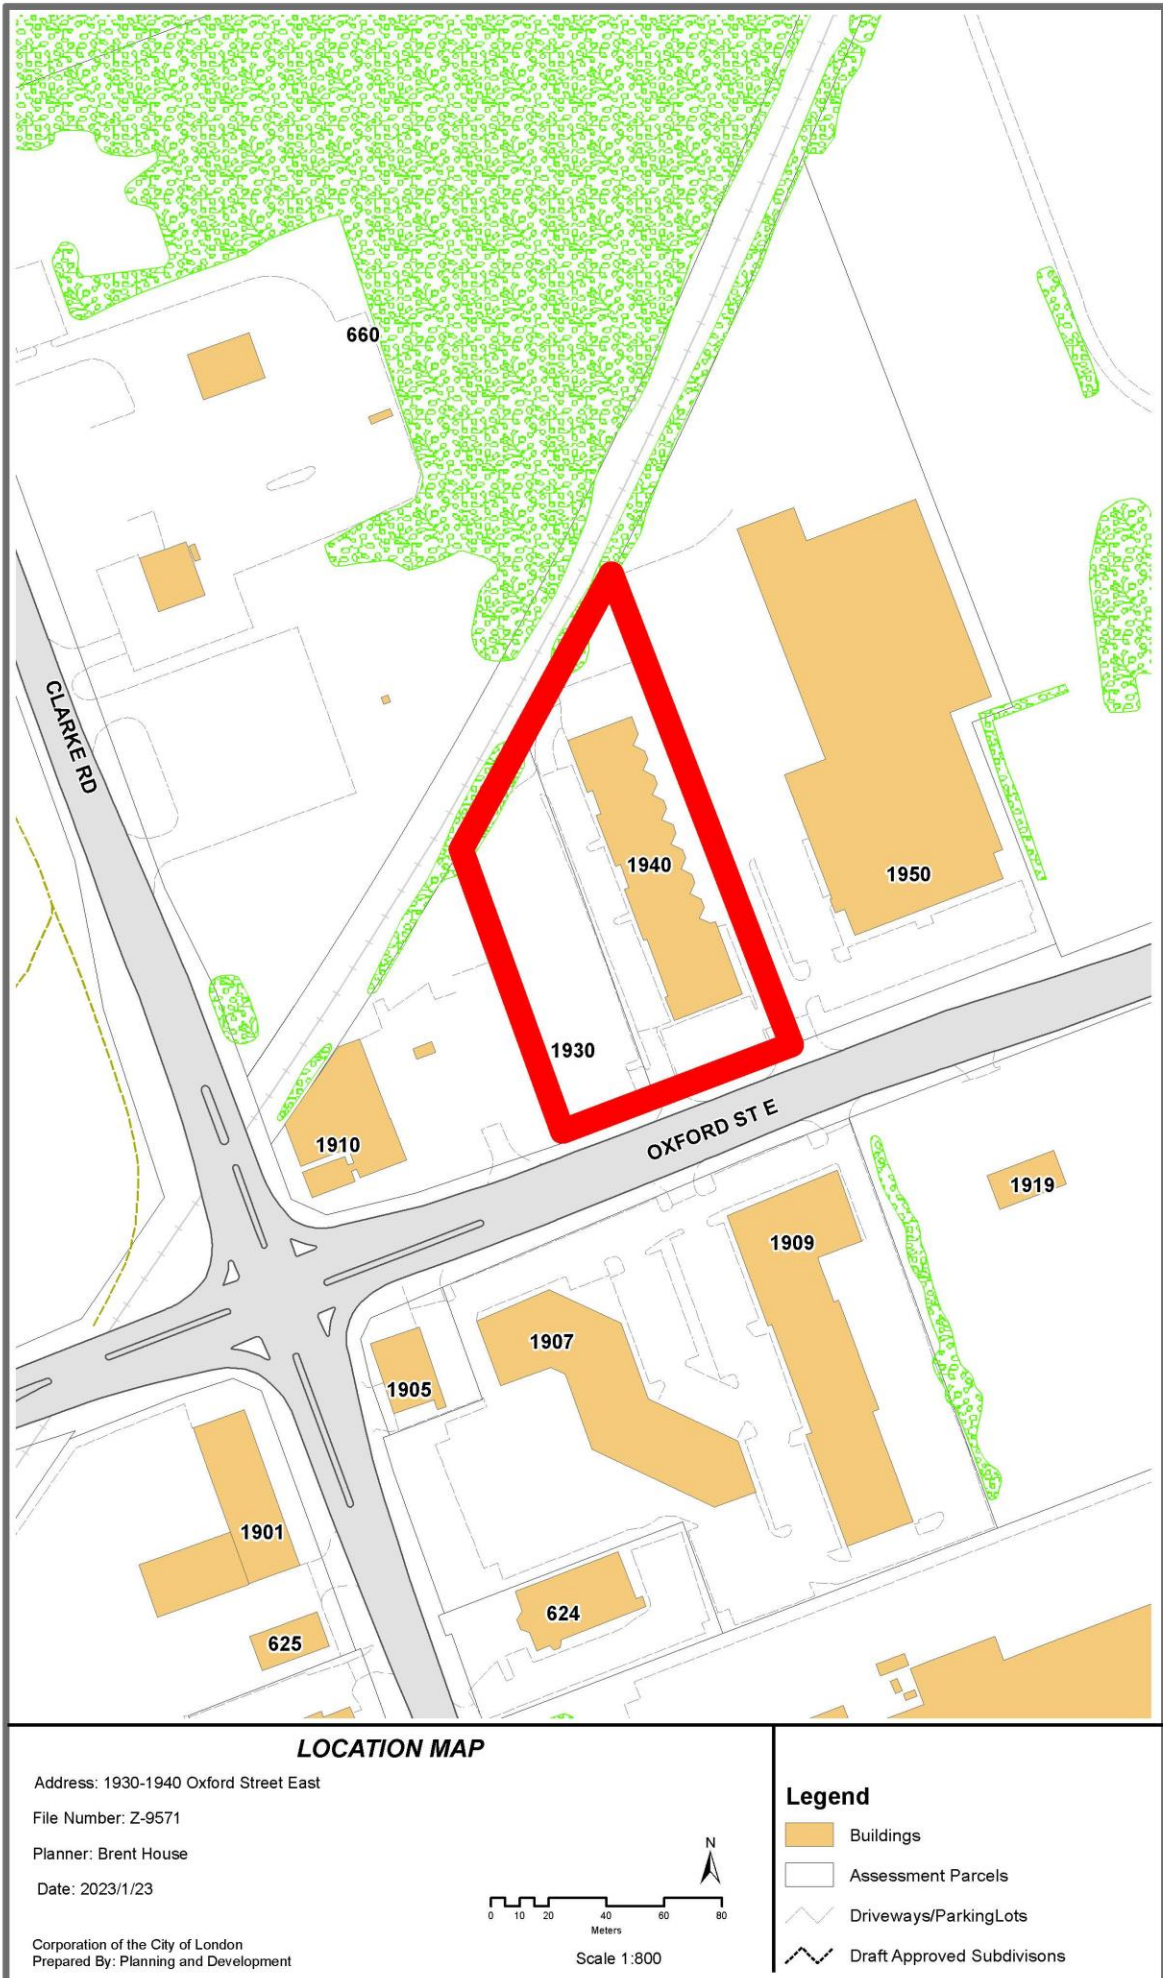 660
CLARKE RD
1940
1950
1930
OXFORD ST E
1910
1919
1909
1907
1905
1901
624
625
LOCATION MAP
Address: 1930-1940 Oxford Street East
File Number: Z-9571
Planner: Brent House
Date: 2023/1/23
Corporation of the City of London
Prepared By: Planning and Development
N
0 10 20 40 60 80
Meters
Scale 1:800
Legend
Buildings
Assessment Parcels
Driveways/ParkingLots
Draft Approved Subdivisons